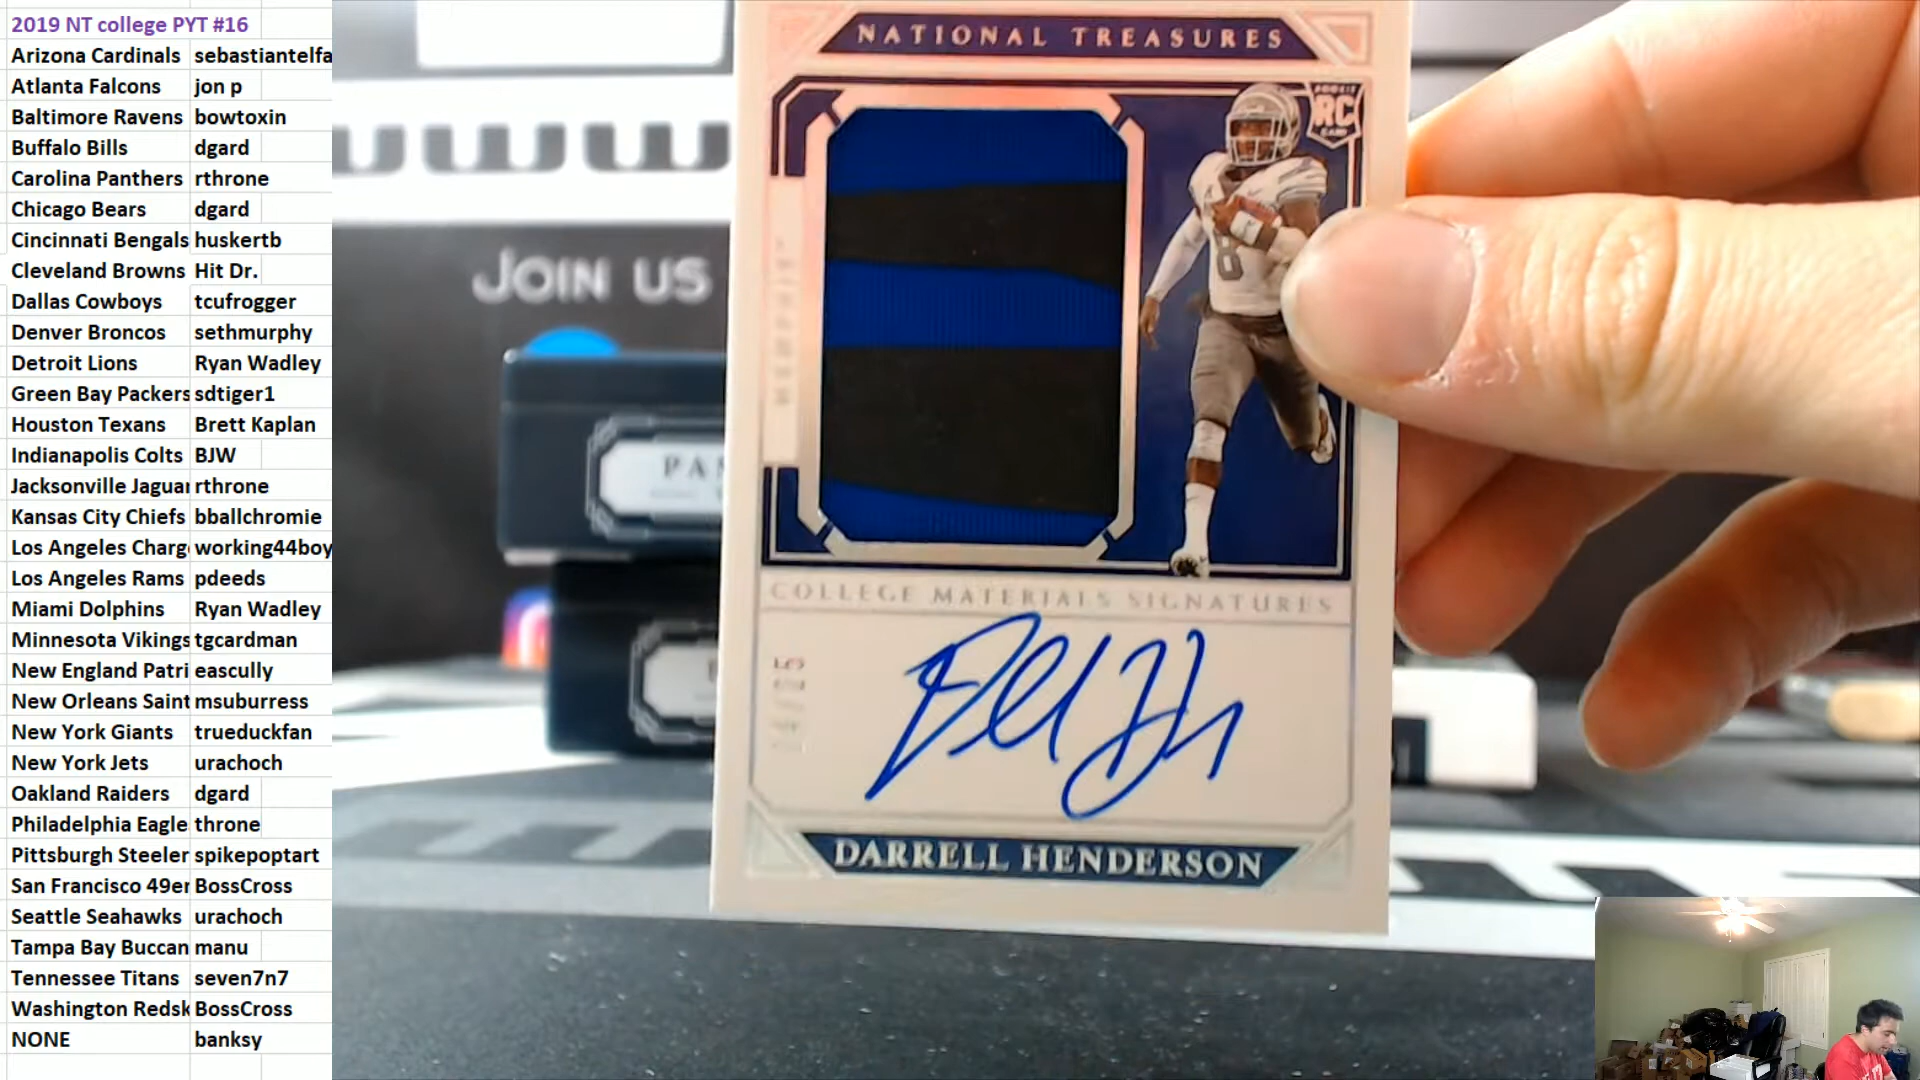 2019 NT college PYT #16
Arizona Cardinals sebastiantelfa
Atlanta Falcons jon p
Baltimore Ravens bowtoxin
Buffalo Bills dgard
Carolina Panthers rthrone
Chicago Bears dgard
Cincinnati Bengals huskertb
Cleveland Browns Hit Dr.
Dallas Cowboys tcufrogger
Denver Broncos sethmurphy
Detroit Lions Ryan Wadley
Green Bay Packers sdtiger1
Houston Texans Brett Kaplan
Indianapolis Colts BJW
Jacksonville Jaguar rthrone
Kansas City Chiefs bballchromie
Los Angeles Charg working44boy
Los Angeles Rams pdeeds
Miami Dolphins Ryan Wadley
Minnesota Vikings tgcardman
New England Patri eascully
New Orleans Saint msuburress
New York Giants trueduckfan
New York Jets urachoch
Oakland Raiders dgard
Philadelphia Eagle throne
Pittsburgh Steeler spikepoptart
San Francisco 49er BossCross
Seattle Seahawks urachoch
Tampa Bay Buccan manu
Tennessee Titans seven7n7
Washington Redsk BossCross
NONE banksy
JOIN US
PAN
NATIONAL TREASURES
RC
8
COLLEGE MATERIALS SIGNATURES
DARRELL HENDERSON